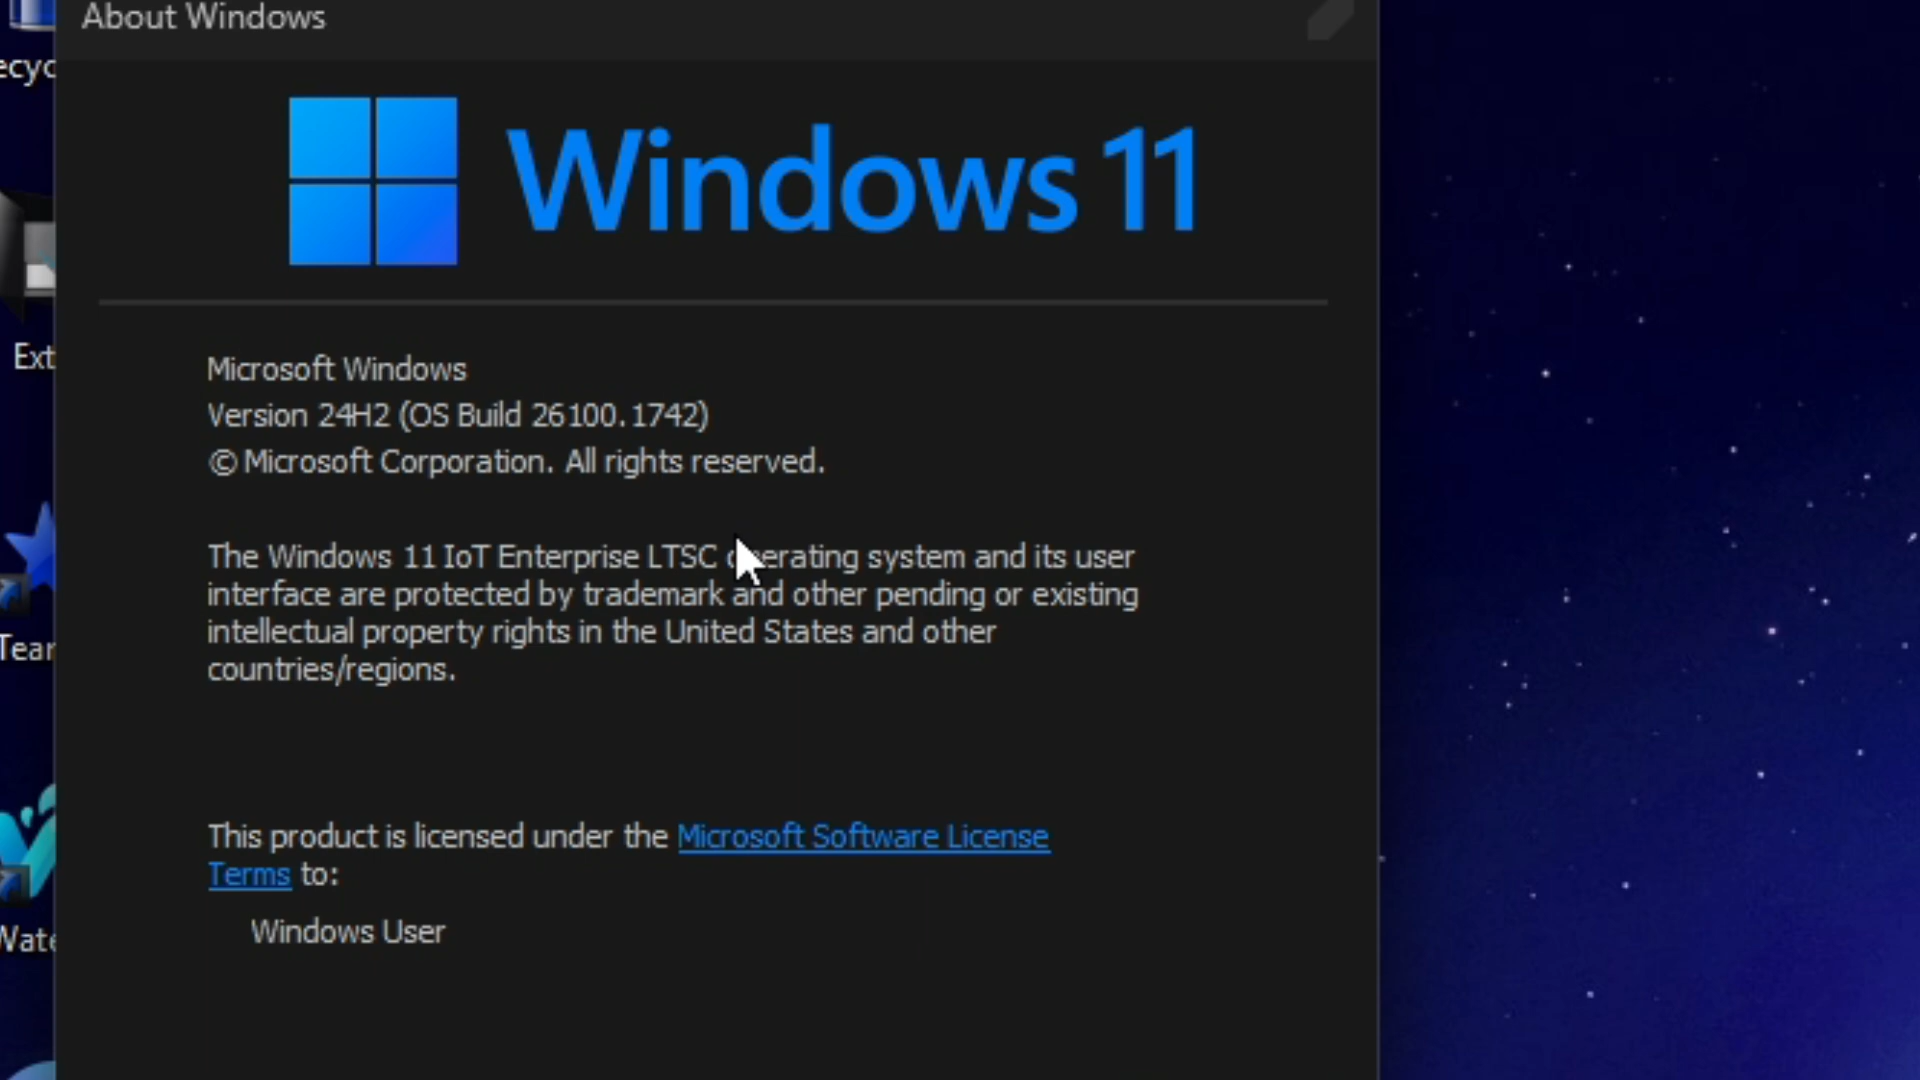 About Windows
Windows 11
Microsoft Windows
Version 24H2 (OS Build 26100.1742)
© Microsoft Corporation. All rights reserved.
The Windows 11 IoT Enterprise LTSC operating system and its user
interface are protected by trademark and other pending or existing
intellectual property rights in the United States and other
countries/regions.
This product is licensed under the Microsoft Software License
Terms to:
Windows User
ecyc
Ext
Tear
Wate